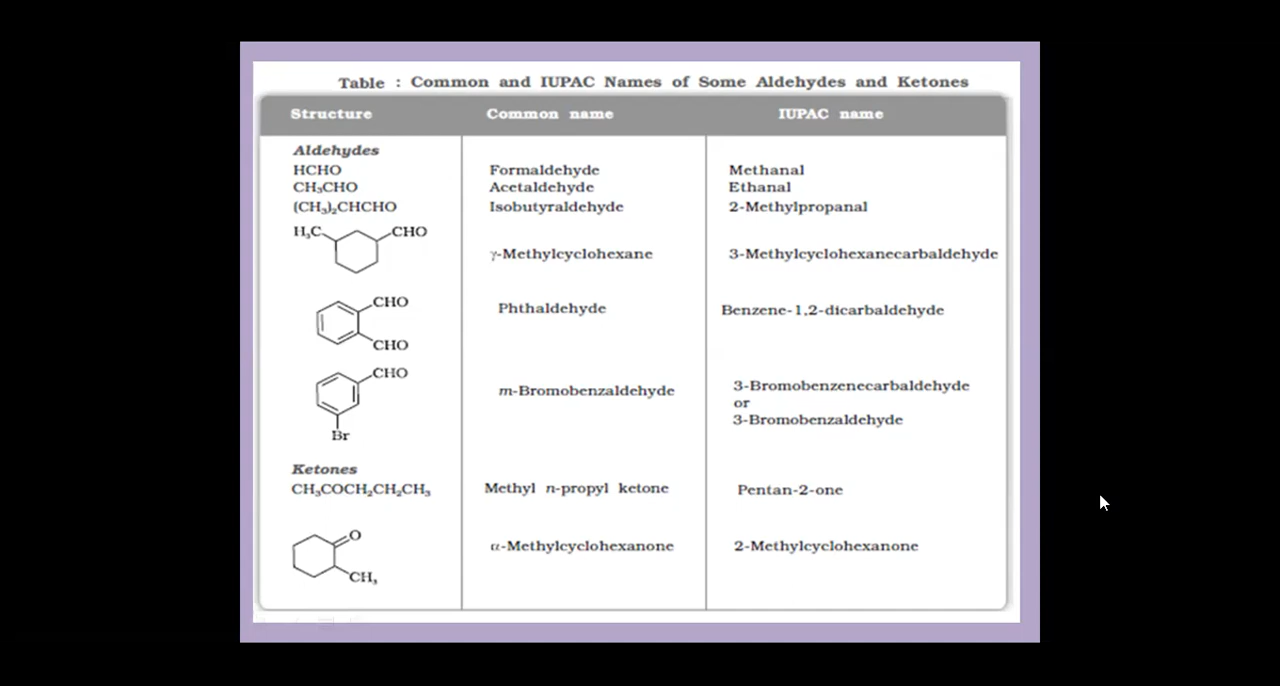 Table : Common and IUPAC Names of Some Aldehydes and Ketones
Structure Common name IUPAC name
Aldehydes
HCHO Formaldehyde Methanal
CH₃CHO Acetaldehyde Ethanal
(CH₃)₂CHCHO Isobutyraldehyde 2-Methylpropanal
H₃C CHO
γ-Methylcyclohexane 3-Methylcyclohexanecarbaldehyde
CHO
Phthaldehyde Benzene-1,2-dicarbaldehyde
CHO
CHO
m-Bromobenzaldehyde 3-Bromobenzenecarbaldehyde
or
3-Bromobenzaldehyde
Br
Ketones
CH₃COCH₂CH₂CH₃ Methyl n-propyl ketone Pentan-2-one
O
α-Methylcyclohexanone 2-Methylcyclohexanone
CH₃